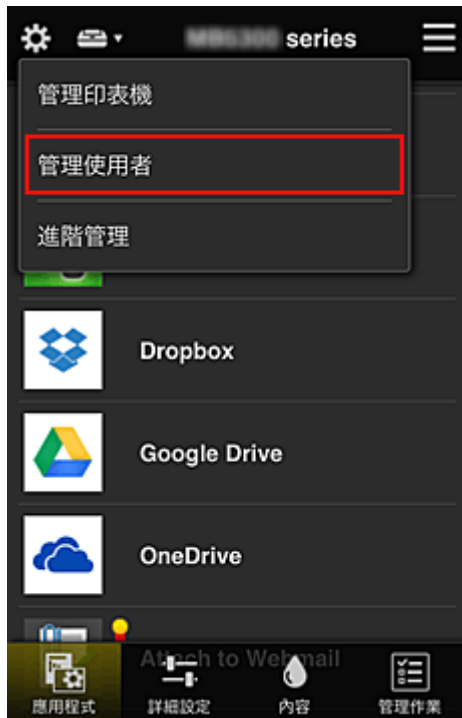 series
管理印表機
管理使用者
進階管理
Dropbox
Google Drive
OneDrive
Attach to Webmail
應用程式
詳細設定
內容
管理作業